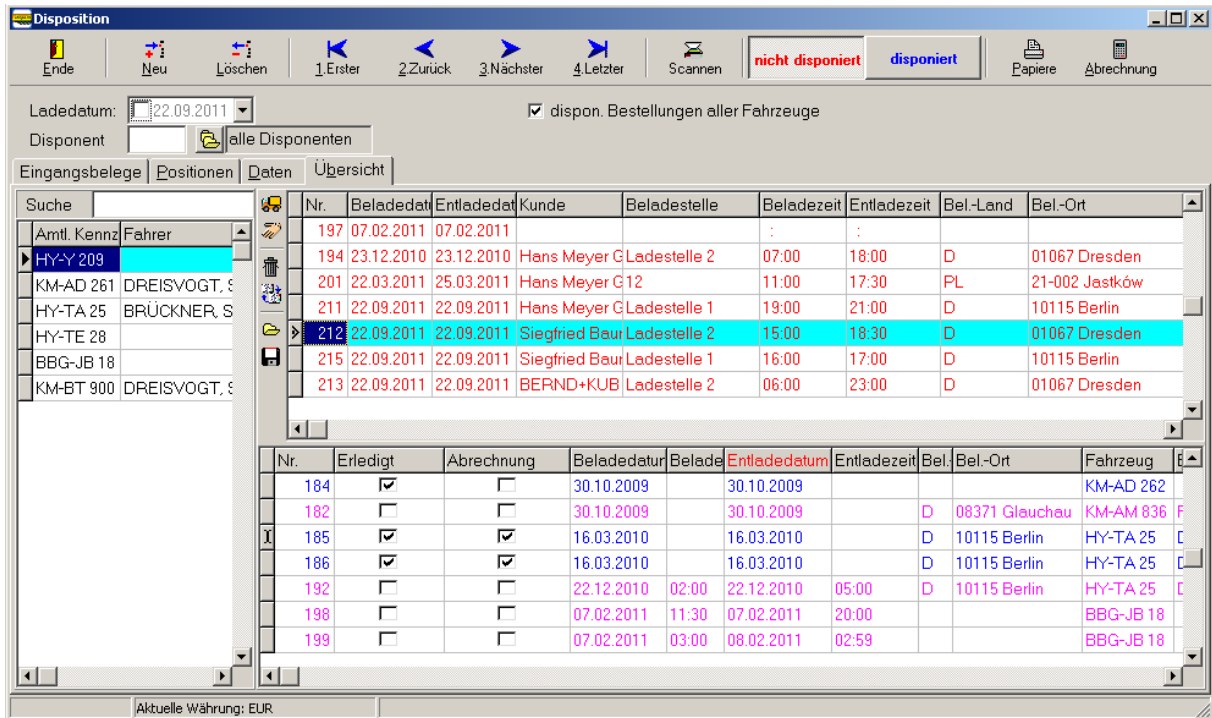 Disposition
Ende Neu Löschen 1.Erster 2.Zurück 3.Nächster 4.Letzter Scannen nicht disponiert disponiert Papiere Abrechnung
Ladedatum: 22.09.2011 dispon. Bestellungen aller Fahrzeuge
Disponent alle Disponenten
Eingangsbelege Positionen Daten Übersicht
Suche
Amtl. Kennz Fahrer
HY-Y 209
KM-AD 261 DREISVOGT, S
HY-TA 25 BRÜCKNER, S
HY-TE 28
BBG-JB 18
KM-BT 900 DREISVOGT, S
Nr. Beladedatu Entladedat Kunde Beladestelle Beladezeit Entladezeit Bel.-Land Bel.-Ort
197 07.02.2011 07.02.2011 : :
194 23.12.2010 23.12.2010 Hans Meyer G Ladestelle 2 07:00 18:00 D 01067 Dresden
201 22.03.2011 25.03.2011 Hans Meyer G 12 11:00 17:30 PL 21-002 Jastków
211 22.09.2011 22.09.2011 Hans Meyer G Ladestelle 1 19:00 21:00 D 10115 Berlin
212 22.09.2011 22.09.2011 Siegfried Baur Ladestelle 2 15:00 18:30 D 01067 Dresden
215 22.09.2011 22.09.2011 Siegfried Baur Ladestelle 1 16:00 17:00 D 10115 Berlin
213 22.09.2011 22.09.2011 BERND+KUB Ladestelle 2 06:00 23:00 D 01067 Dresden
Nr. Erledigt Abrechnung Beladedatur Belade Entladedatum Entladezeit Bel.- Bel.-Ort Fahrzeug
184 30.10.2009 30.10.2009 KM-AD 262
182 30.10.2009 30.10.2009 D 08371 Glauchau KM-AM 836
185 16.03.2010 16.03.2010 D 10115 Berlin HY-TA 25
186 16.03.2010 16.03.2010 D 10115 Berlin HY-TA 25
192 22.12.2010 02:00 22.12.2010 05:00 D 10115 Berlin HY-TA 25
198 07.02.2011 11:30 07.02.2011 20:00 BBG-JB 18
199 07.02.2011 03:00 08.02.2011 02:59 BBG-JB 18
Aktuelle Währung: EUR